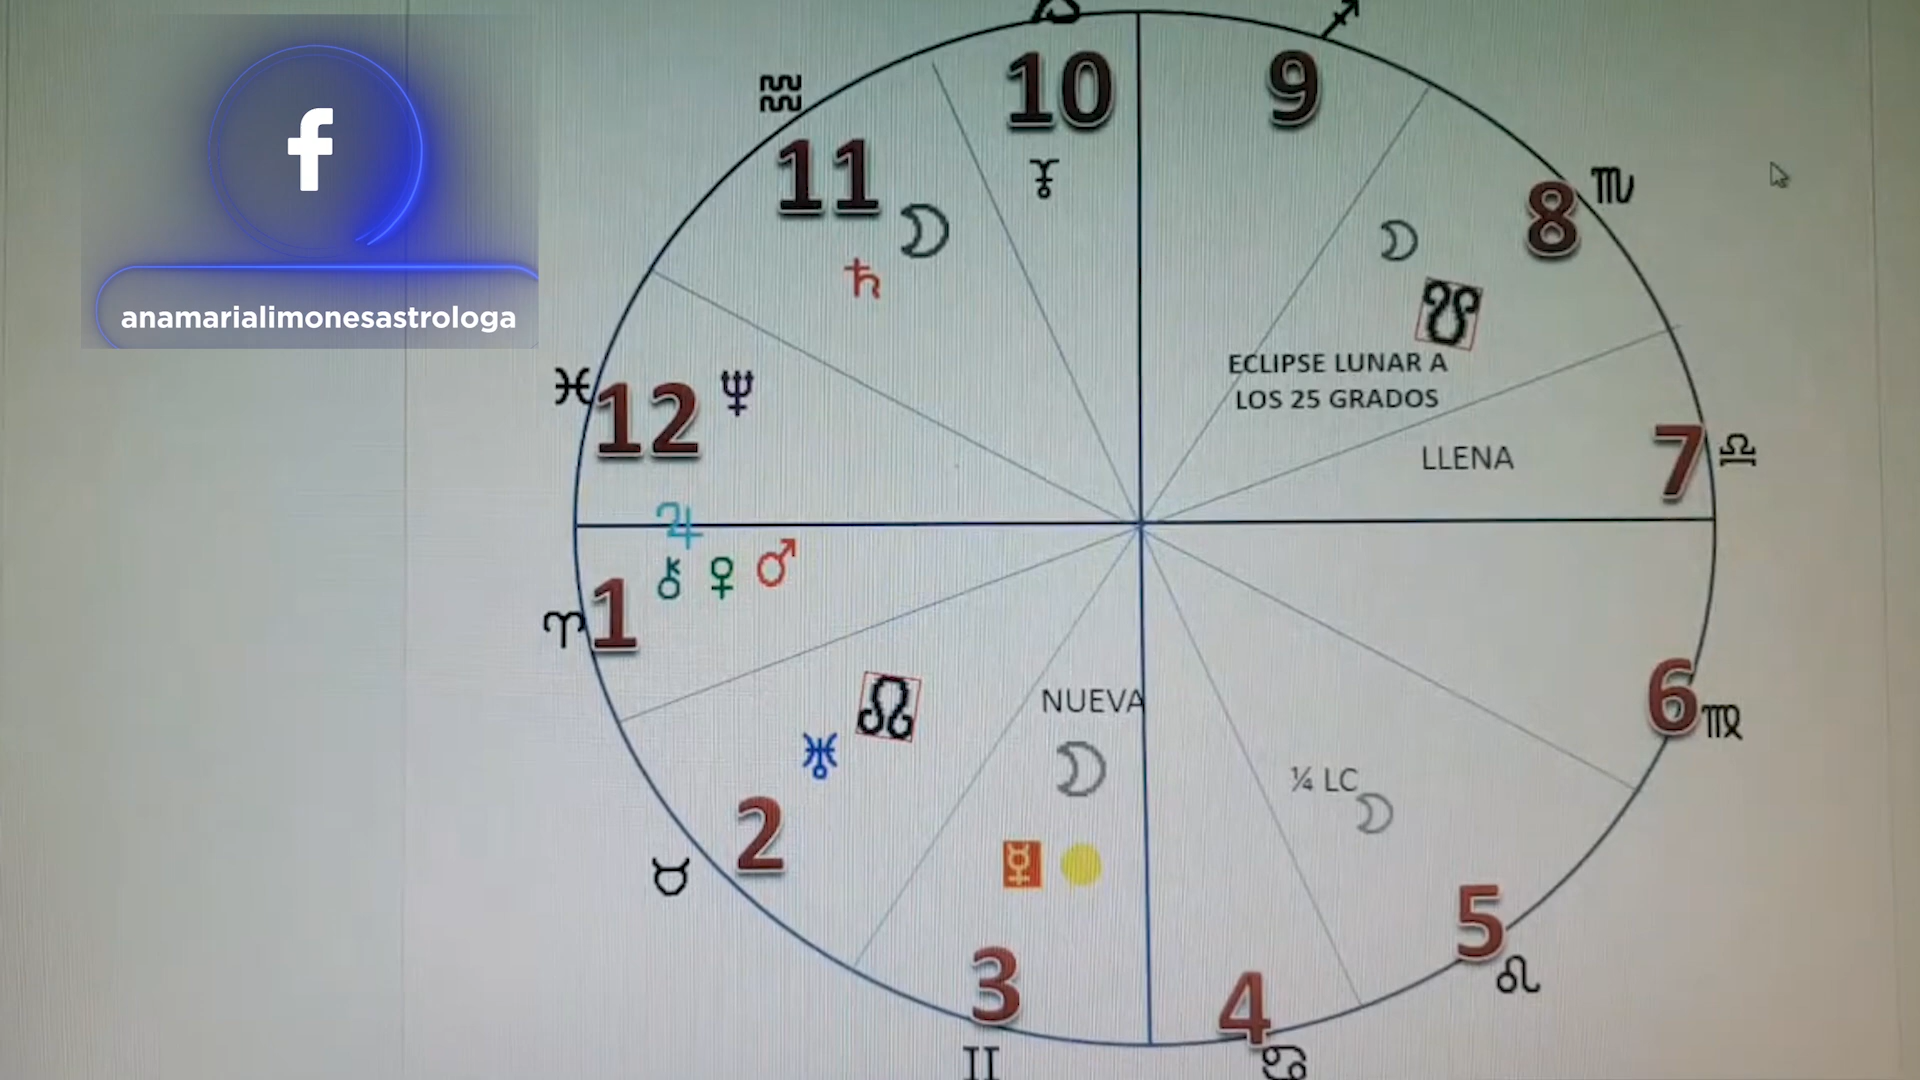 f
anamarialimonesastrologa
10
9
11
8
ECLIPSE LUNAR A
LOS 25 GRADOS
12
7
LLENA
1
NUEVA
6
¼ LC
2
5
3
4